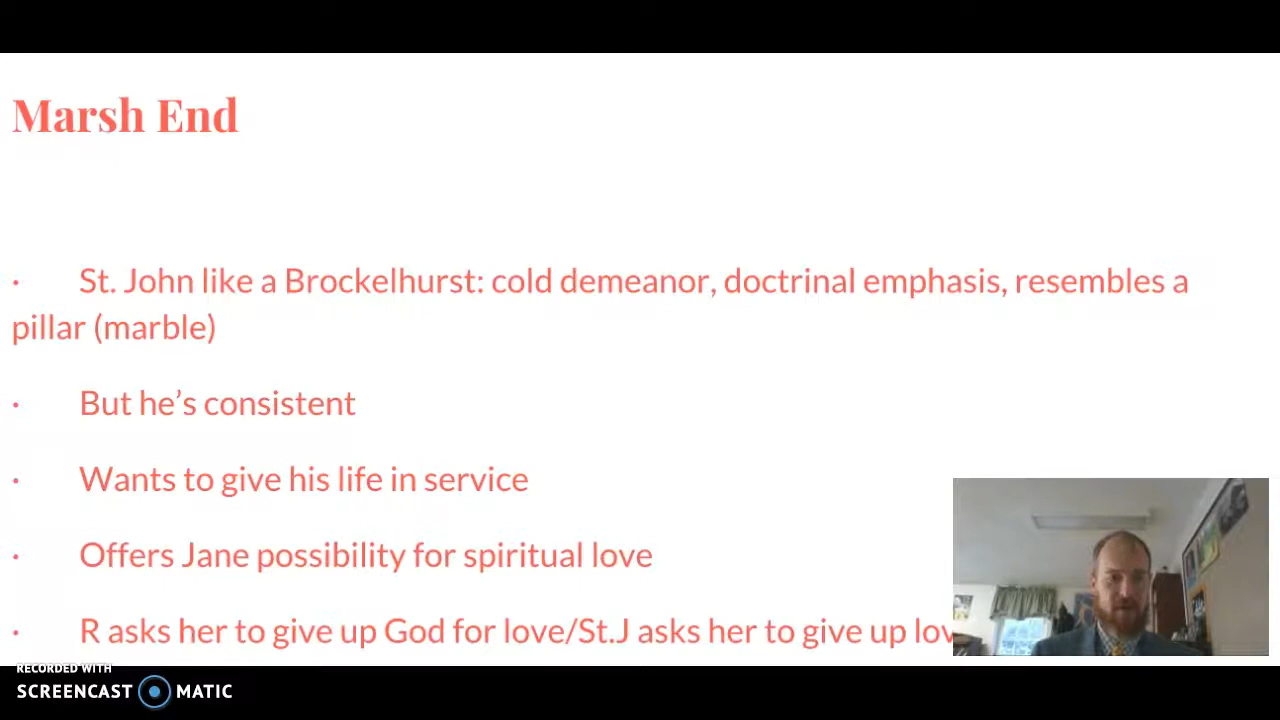 Marsh End
· St. John like a Brockelhurst: cold demeanor, doctrinal emphasis, resembles a
pillar (marble)
· But he’s consistent
· Wants to give his life in service
· Offers Jane possibility for spiritual love
· R asks her to give up God for love/St.J asks her to give up
RECORDED WITH
SCREENCAST MATIC